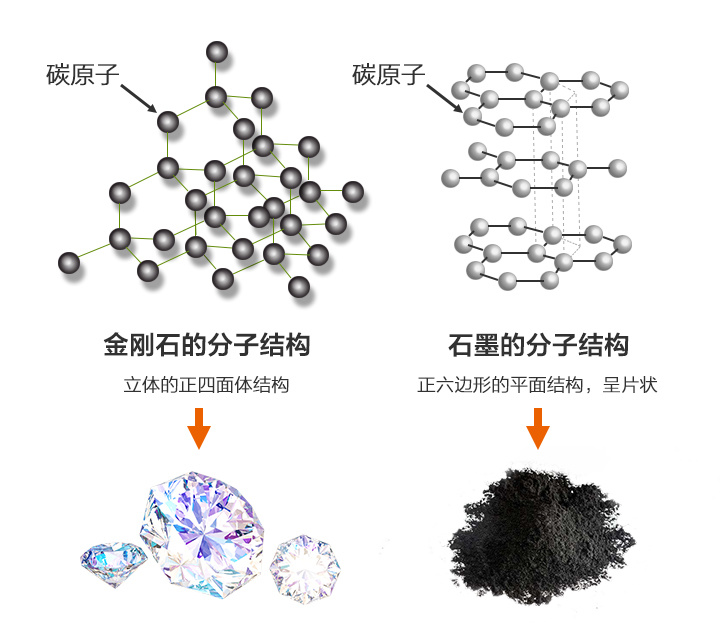 碳原子
碳原子
金刚石的分子结构
石墨的分子结构
立体的正四面体结构
正六边形的平面结构，呈片状